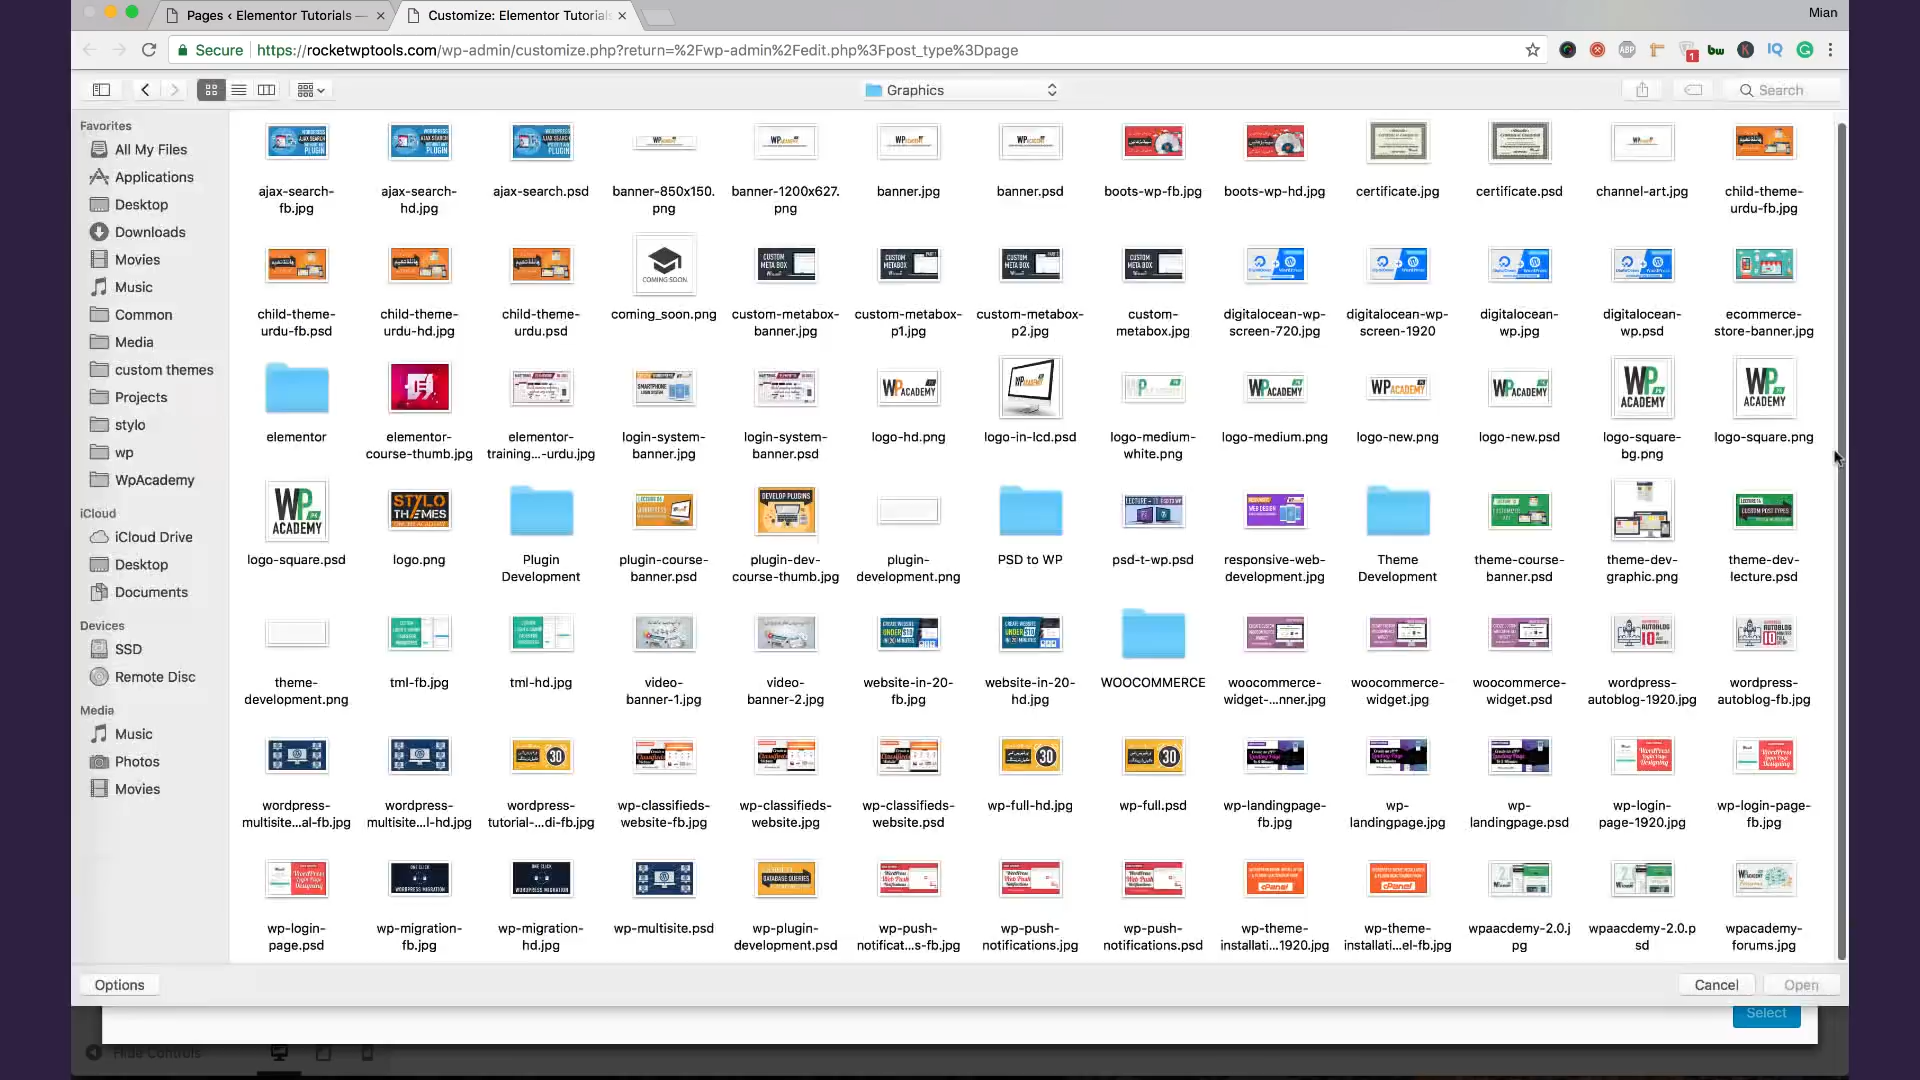 Pages ‹ Elementor Tutorials —
Customize: Elementor Tutorials
Mian
Secure
https://rocketwptools.com/wp-admin/customize.php?return=%2Fwp-admin%2Fedit.php%3Fpost_type%3Dpage
Graphics
Search
Favorites
All My Files
Applications
Desktop
Downloads
Movies
Music
Common
Media
custom themes
Projects
stylo
wp
WpAcademy
iCloud
iCloud Drive
Desktop
Documents
Devices
SSD
Remote Disc
Media
Music
Photos
Movies
ajax-search-fb.jpg
ajax-search-hd.jpg
ajax-search.psd
banner-850x150.png
banner-1200x627.png
banner.jpg
banner.psd
boots-wp-fb.jpg
boots-wp-hd.jpg
certificate.jpg
certificate.psd
channel-art.jpg
child-theme-urdu-fb.jpg
child-theme-urdu-fb.psd
child-theme-urdu-hd.jpg
child-theme-urdu.psd
COMING SOON
coming_soon.png
custom-metabox-banner.jpg
custom-metabox-p1.jpg
custom-metabox-p2.jpg
custom-metabox.jpg
digitalocean-wp-screen-720.jpg
digitalocean-wp-screen-1920
digitalocean-wp.jpg
digitalocean-wp.psd
ecommerce-store-banner.jpg
elementor
elementor-course-thumb.jpg
elementor-training...-urdu.jpg
login-system-banner.jpg
login-system-banner.psd
logo-hd.png
logo-in-lcd.psd
logo-medium-white.png
logo-medium.png
logo-new.png
logo-new.psd
logo-square-bg.png
logo-square.png
logo-square.psd
logo.png
Plugin Development
plugin-course-banner.psd
plugin-dev-course-thumb.jpg
plugin-development.png
PSD to WP
psd-t-wp.psd
responsive-web-development.jpg
Theme Development
theme-course-banner.psd
theme-dev-graphic.png
theme-dev-lecture.psd
theme-development.png
tml-fb.jpg
tml-hd.jpg
video-banner-1.jpg
video-banner-2.jpg
website-in-20-fb.jpg
website-in-20-hd.jpg
WOOCOMMERCE
woocommerce-widget-...nner.jpg
woocommerce-widget.jpg
woocommerce-widget.psd
wordpress-autoblog-1920.jpg
wordpress-autoblog-fb.jpg
wordpress-multisite...al-fb.jpg
wordpress-multisite...l-hd.jpg
wordpress-tutorial-...di-fb.jpg
wp-classifieds-website-fb.jpg
wp-classifieds-website.jpg
wp-classifieds-website.psd
wp-full-hd.jpg
wp-full.psd
wp-landingpage-fb.jpg
wp-landingpage.jpg
wp-landingpage.psd
wp-login-page-1920.jpg
wp-login-page-fb.jpg
wp-login-page.psd
wp-migration-fb.jpg
wp-migration-hd.jpg
wp-multisite.psd
wp-plugin-development.psd
wp-push-notificat...s-fb.jpg
wp-push-notifications.jpg
wp-push-notifications.psd
wp-theme-installati...1920.jpg
wp-theme-installati...el-fb.jpg
wpaacdemy-2.0.jpg
wpaacdemy-2.0.psd
wpacademy-forums.jpg
Options
Cancel
Open
Select
Hide Controls